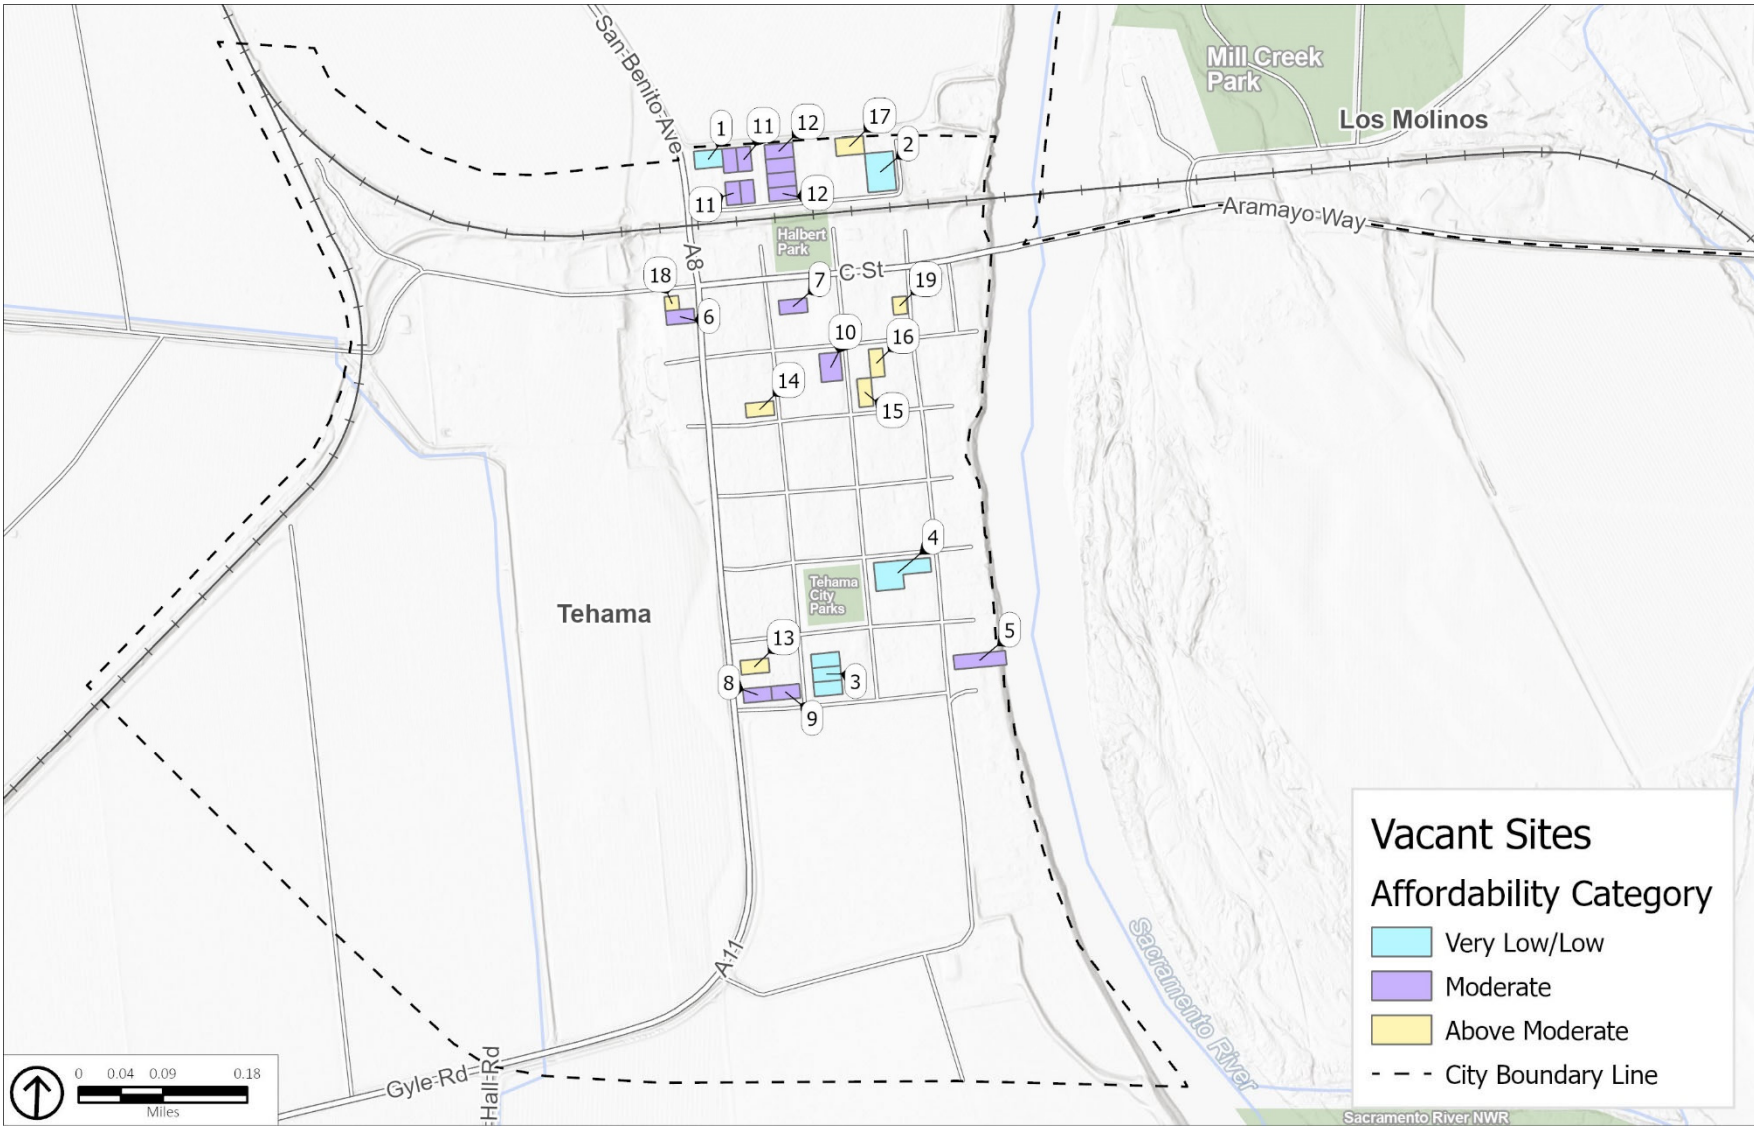 San Benito Ave
Mill Creek
Park
Los Molinos
1
11
12
17
2
11
12
Aramayo Way
Halbert
Park
A8
C St
18
7
19
6
10
16
14
15
4
Tehama
City
Parks
Tehama
13
5
8
3
9
A11
Sacramento River
Gyle Rd
Hall Rd
0 0.04 0.09 0.18
Miles
Vacant Sites
Affordability Category
Very Low/Low
Moderate
Above Moderate
City Boundary Line
Sacramento River NWR